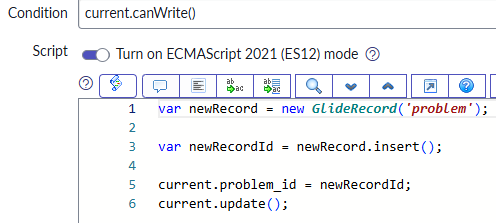 Condition current.canWrite()
Script Turn on ECMAScript 2021 (ES12) mode
1 var newRecord = new GlideRecord('problem');
2
3 var newRecordId = newRecord.insert();
4
5 current.problem_id = newRecordId;
6 current.update();